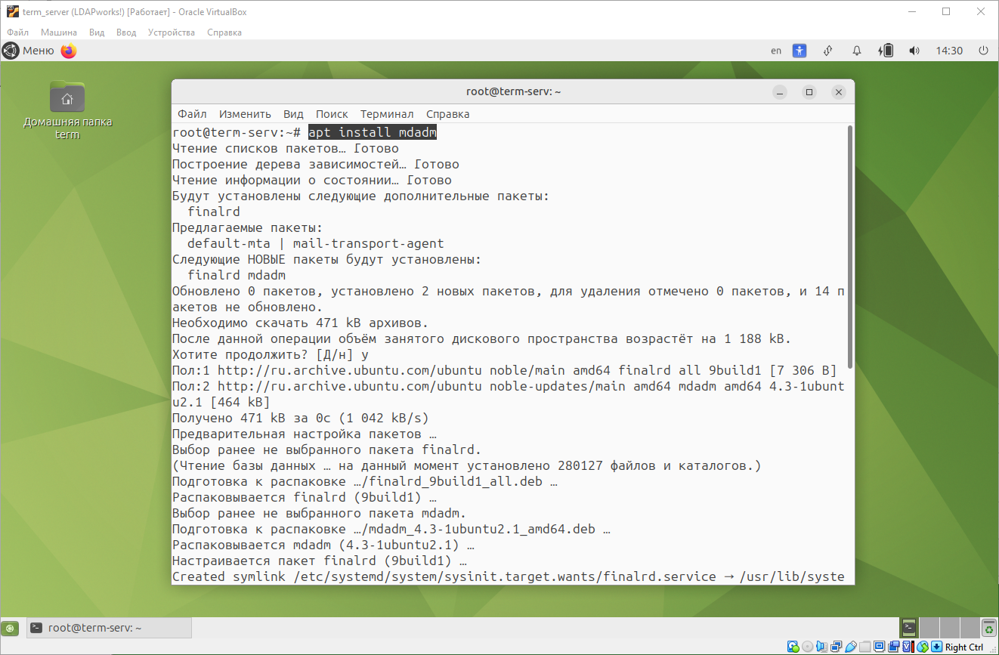 term_server (LDAPworks!) [Работает] - Oracle VirtualBox
Файл Машина Вид Ввод Устройства Справка
Меню en 14:30
Домашняя папка
term
root@term-serv: ~
Файл Изменить Вид Поиск Терминал Справка
root@term-serv:~# apt install mdadm
Чтение списков пакетов… Готово
Построение дерева зависимостей… Готово
Чтение информации о состоянии… Готово
Будут установлены следующие дополнительные пакеты:
finalrd
Предлагаемые пакеты:
default-mta | mail-transport-agent
Следующие НОВЫЕ пакеты будут установлены:
finalrd mdadm
Обновлено 0 пакетов, установлено 2 новых пакетов, для удаления отмечено 0 пакетов, и 14 п
акетов не обновлено.
Необходимо скачать 471 kB архивов.
После данной операции объём занятого дискового пространства возрастёт на 1 188 kB.
Хотите продолжить? [Д/н] y
Пол:1 http://ru.archive.ubuntu.com/ubuntu noble/main amd64 finalrd all 9build1 [7 306 B]
Пол:2 http://ru.archive.ubuntu.com/ubuntu noble-updates/main amd64 mdadm amd64 4.3-1ubunt
u2.1 [464 kB]
Получено 471 kB за 0с (1 042 kB/s)
Предварительная настройка пакетов …
Выбор ранее не выбранного пакета finalrd.
(Чтение базы данных … на данный момент установлено 280127 файлов и каталогов.)
Подготовка к распаковке …/finalrd_9build1_all.deb …
Распаковывается finalrd (9build1) …
Выбор ранее не выбранного пакета mdadm.
Подготовка к распаковке …/mdadm_4.3-1ubuntu2.1_amd64.deb …
Распаковывается mdadm (4.3-1ubuntu2.1) …
Настраивается пакет finalrd (9build1) …
Created symlink /etc/systemd/system/sysinit.target.wants/finalrd.service → /usr/lib/syste
root@term-serv: ~
Right Ctrl